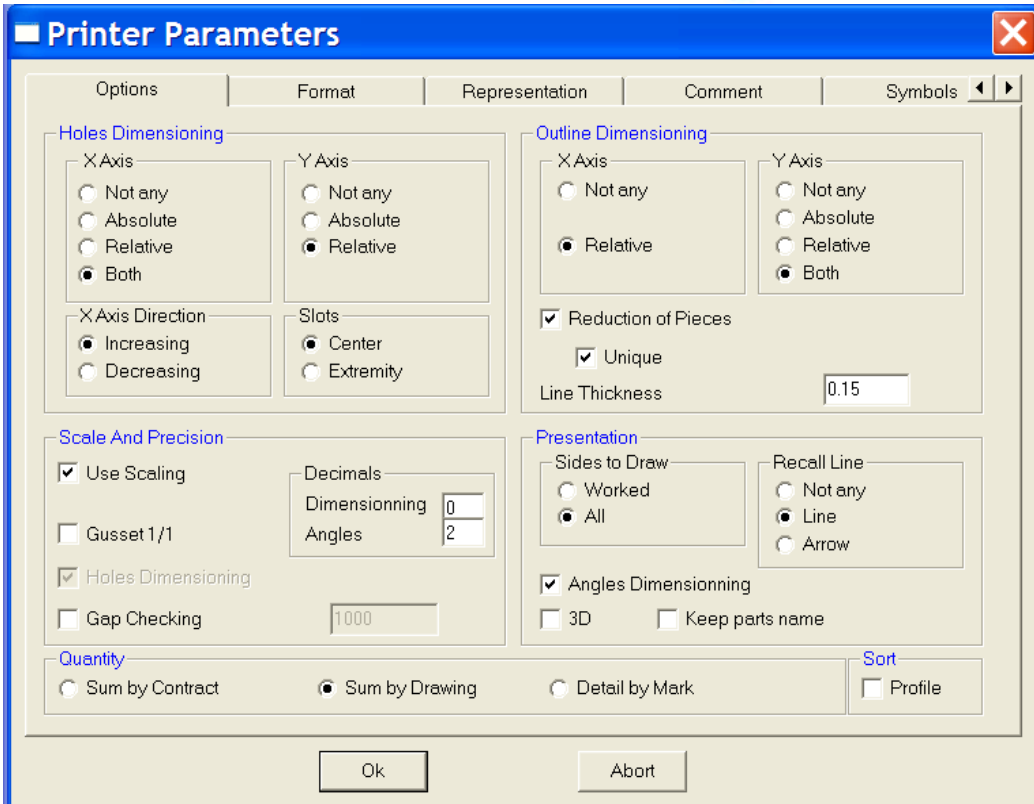 Printer Parameters
Options Format Representation Comment Symbols
Holes Dimensioning
X Axis
Not any
Absolute
Relative
Both
Y Axis
Not any
Absolute
Relative
X Axis Direction
Increasing
Decreasing
Slots
Center
Extremity
Outline Dimensioning
X Axis
Not any
Relative
Y Axis
Not any
Absolute
Relative
Both
Reduction of Pieces
Unique
Line Thickness 0.15
Scale And Precision
Use Scaling
Gusset 1/1
Holes Dimensioning
Gap Checking 1000
Decimals
Dimensionning 0
Angles 2
Presentation
Sides to Draw
Worked
All
Recall Line
Not any
Line
Arrow
Angles Dimensionning
3D Keep parts name
Quantity
Sum by Contract Sum by Drawing Detail by Mark
Sort
Profile
Ok Abort